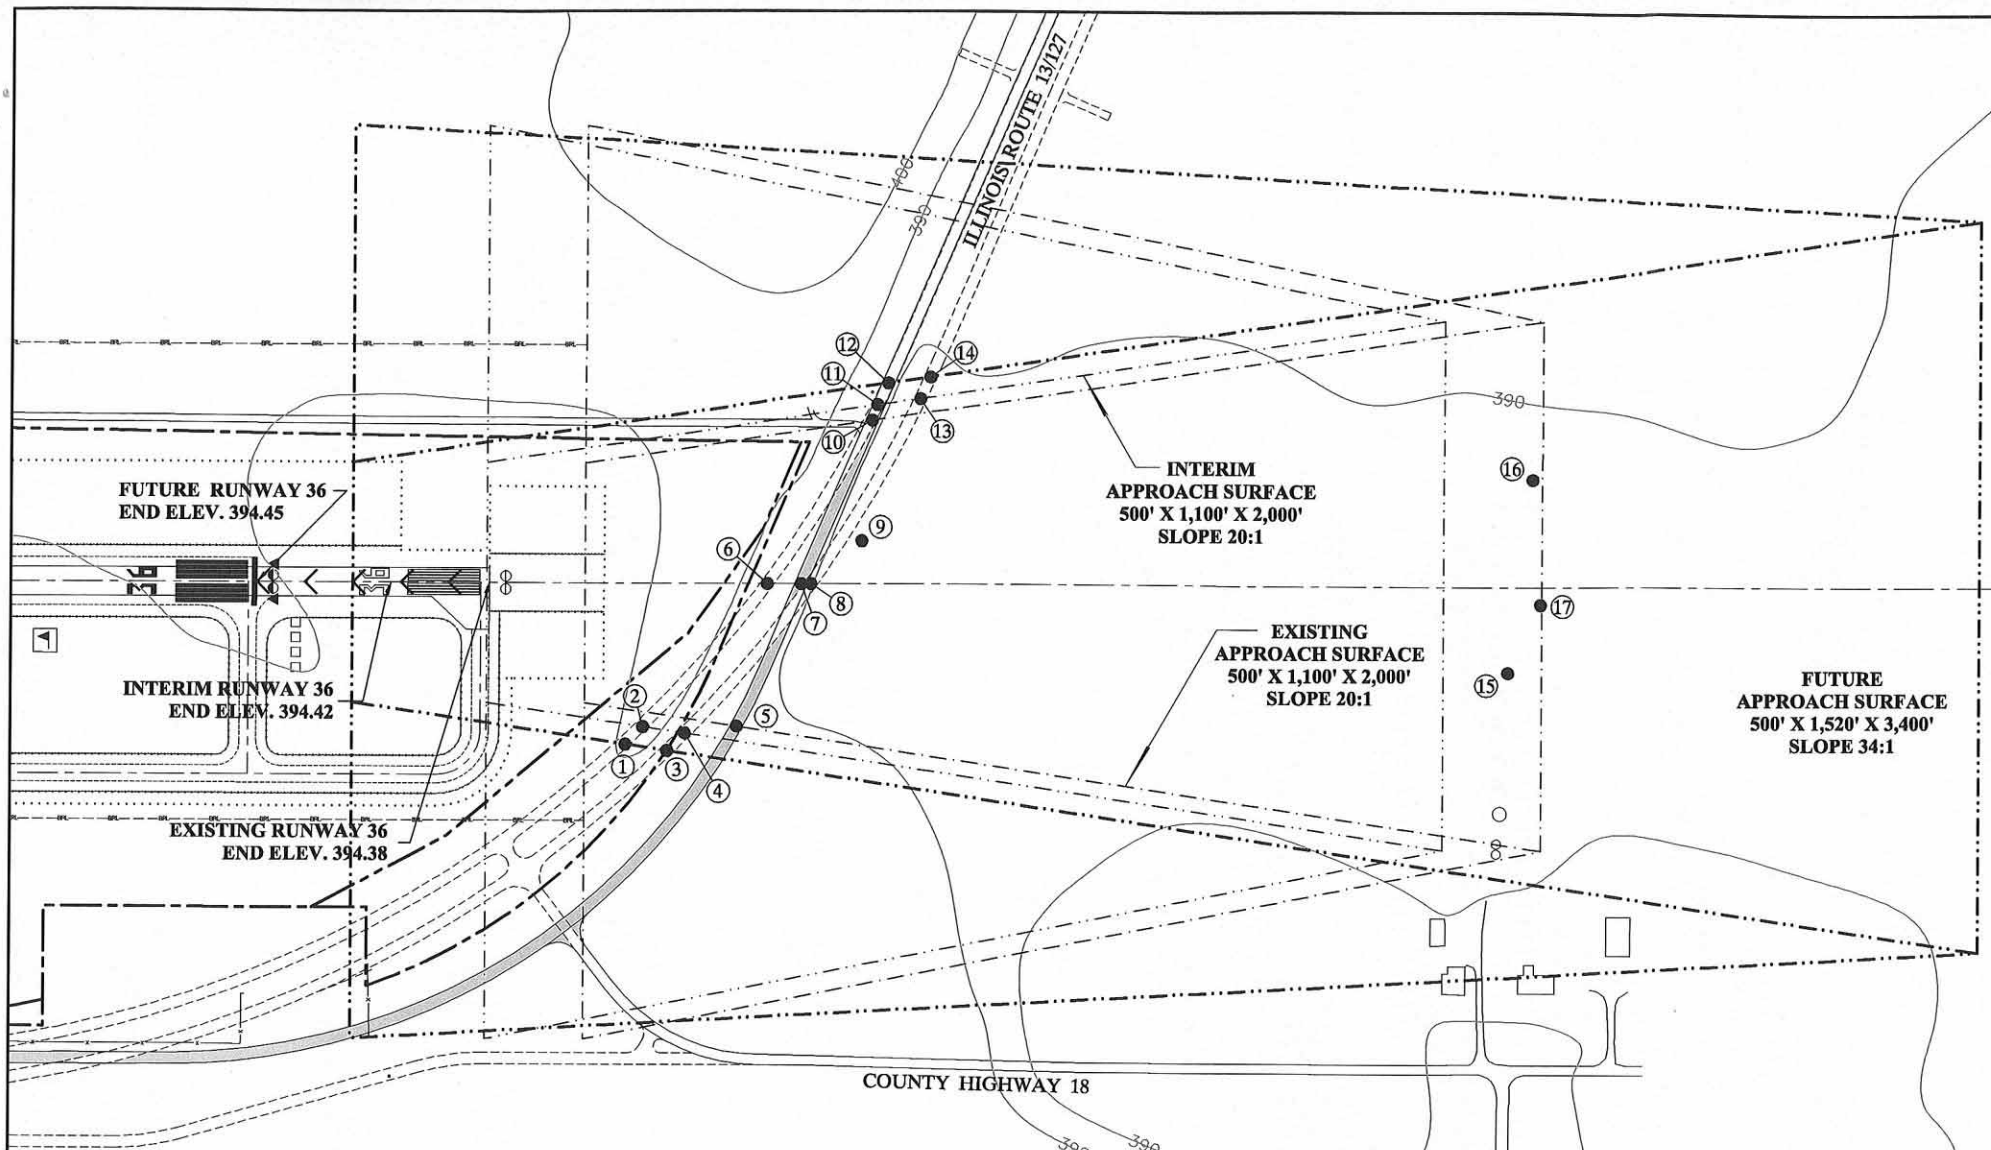 ILLINOIS ROUTE 13/127
400
390
12
14
11
13
10
390
FUTURE RUNWAY 36
END ELEV. 394.45
INTERIM
APPROACH SURFACE
500' X 1,100' X 2,000'
SLOPE 20:1
16
9
6
36
36
8
7
17
INTERIM RUNWAY 36
END ELEV. 394.42
EXISTING
APPROACH SURFACE
500' X 1,100' X 2,000'
SLOPE 20:1
15
FUTURE
APPROACH SURFACE
500' X 1,520' X 3,400'
SLOPE 34:1
2
5
1
3
4
EXISTING RUNWAY 36
END ELEV. 394.38
COUNTY HIGHWAY 18
390
390